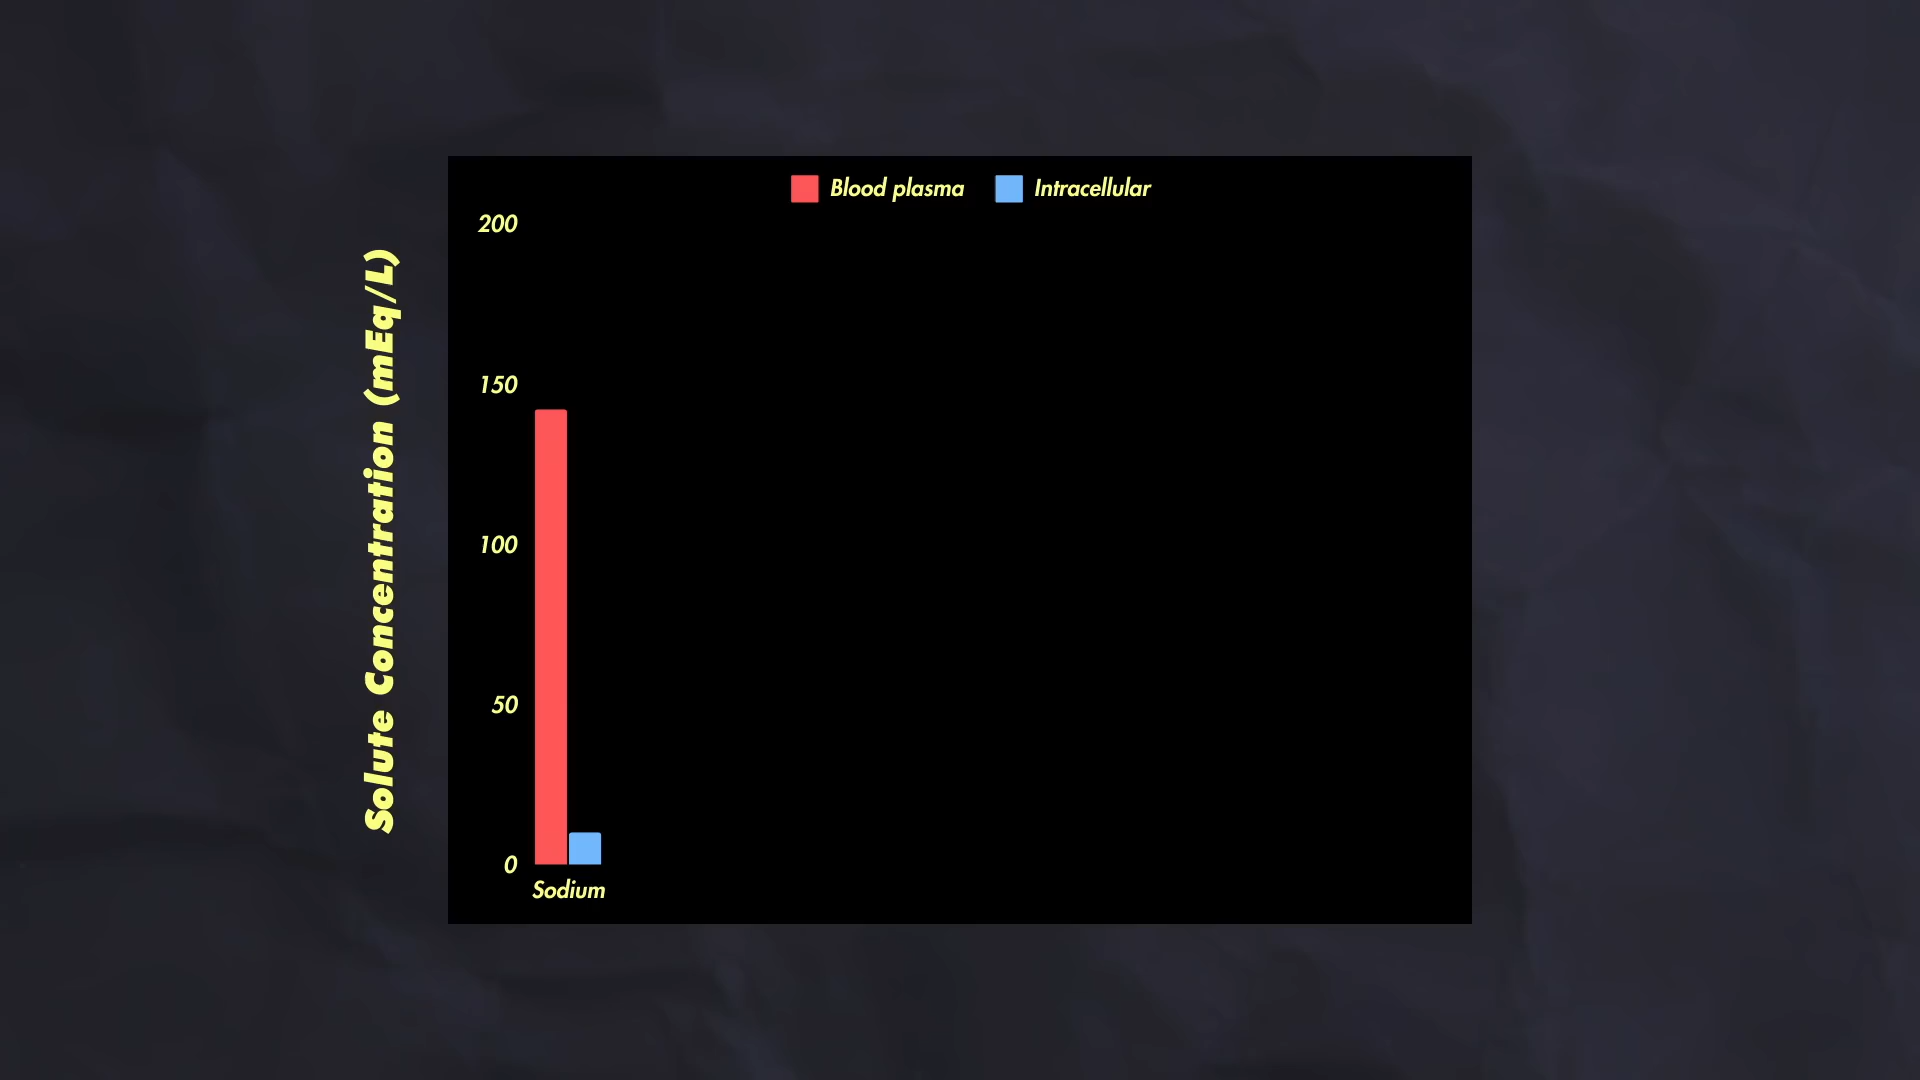 Blood plasma
Intracellular
Solute Concentration (mEq/L)
200
150
100
50
0
Sodium